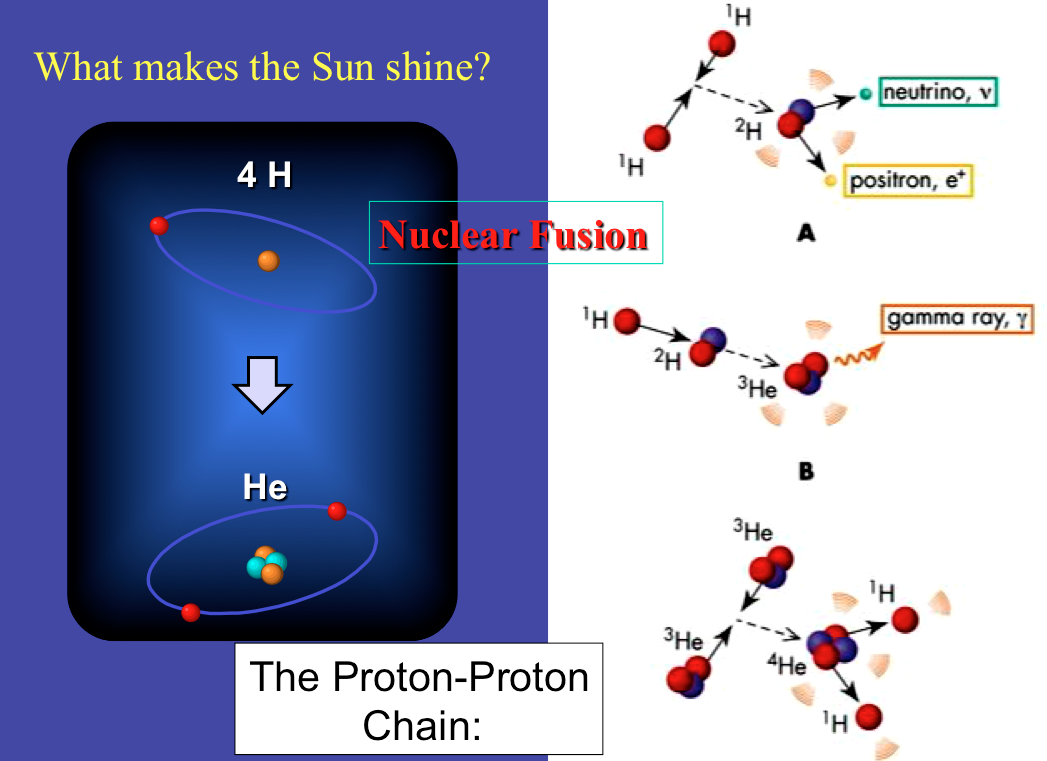 What makes the Sun shine?
4 H
Nuclear Fusion
He
The Proton-Proton
Chain:
¹H
¹H
²H
neutrino, ν
positron, e⁺
A
¹H
²H
³He
gamma ray, γ
B
³He
³He
⁴He
¹H
¹H